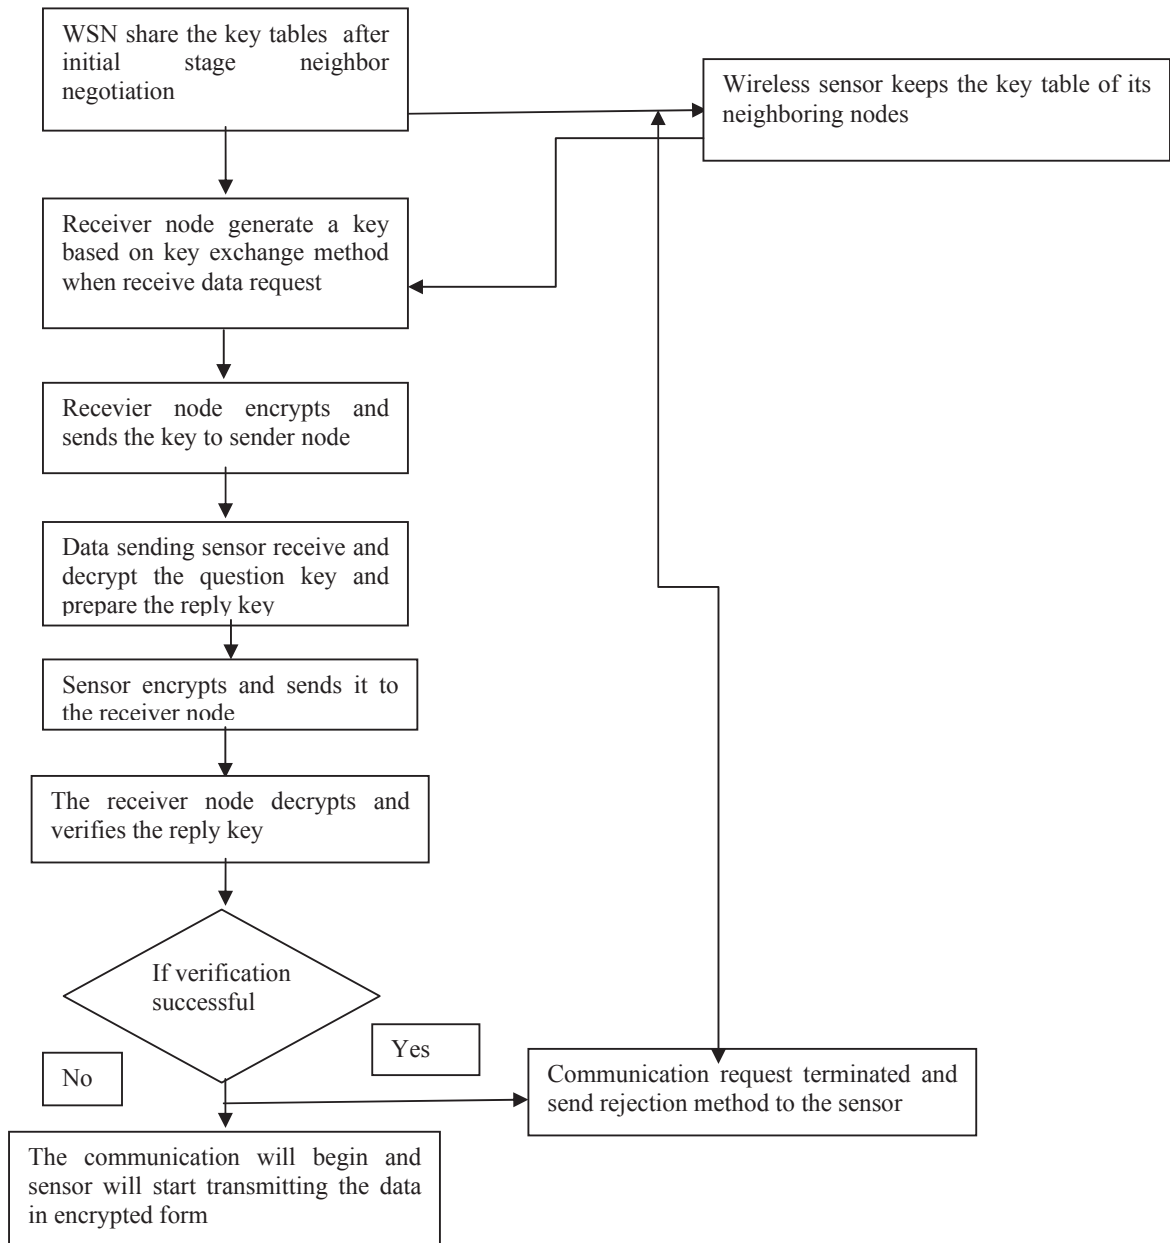 WSN share the key tables after
initial stage neighbor
negotiation
Wireless sensor keeps the key table of its
neighboring nodes
Receiver node generate a key
based on key exchange method
when receive data request
Recevier node encrypts and
sends the key to sender node
Data sending sensor receive and
decrypt the question key and
prepare the reply key
Sensor encrypts and sends it to
the receiver node
The receiver node decrypts and
verifies the reply key
If verification
successful
Yes
No
Communication request terminated and
send rejection method to the sensor
The communication will begin and
sensor will start transmitting the data
in encrypted form